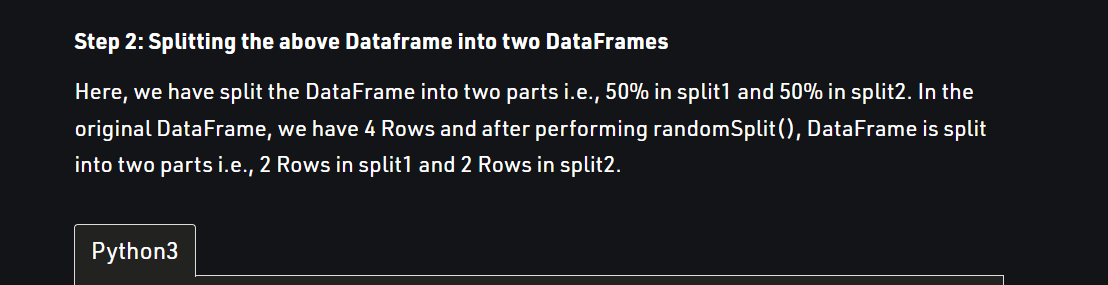 Step 2: Splitting the above Dataframe into two DataFrames
Here, we have split the DataFrame into two parts i.e., 50% in split1 and 50% in split2. In the
original DataFrame, we have 4 Rows and after performing randomSplit(), DataFrame is split
into two parts i.e., 2 Rows in split1 and 2 Rows in split2.
Python3